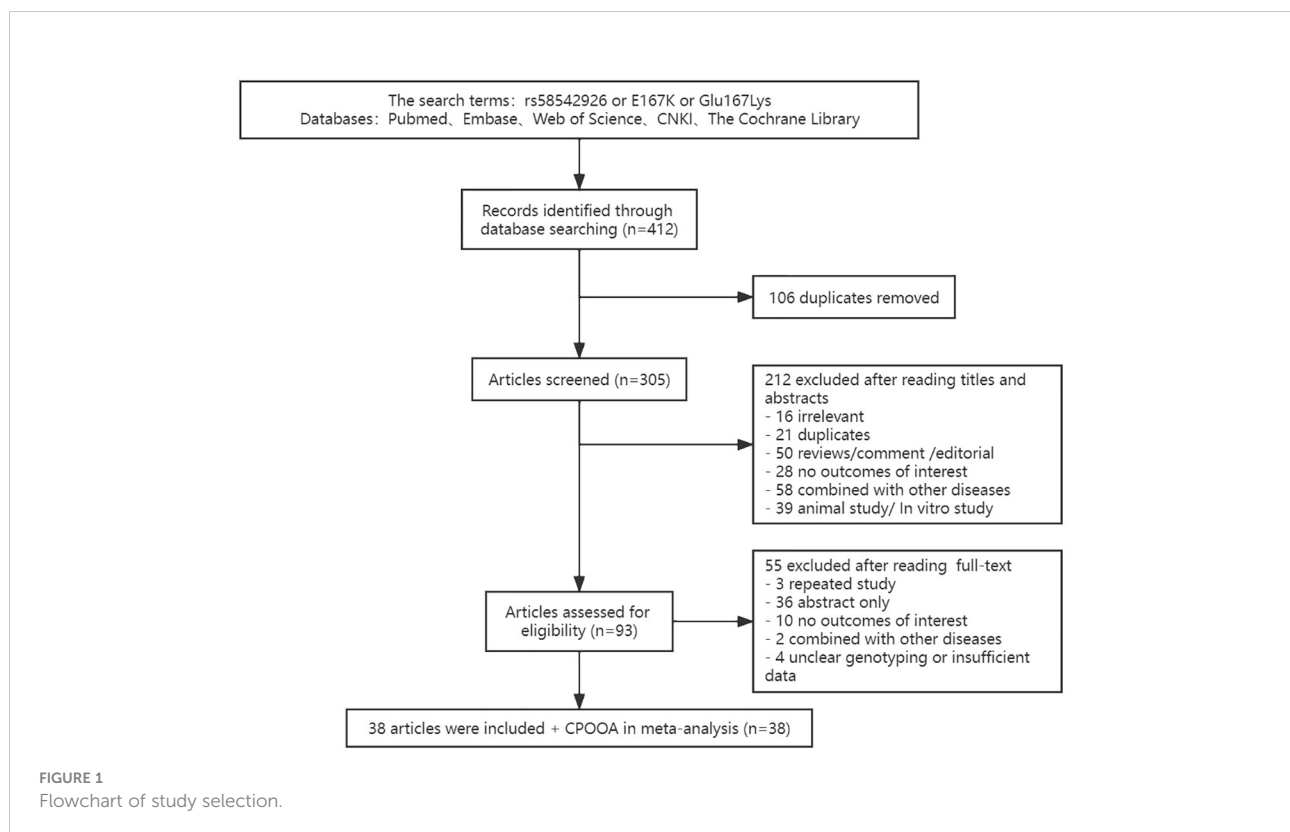 The search terms：rs58542926 or E167K or Glu167Lys
Databases：Pubmed、Embase、Web of Science、CNKI、The Cochrane Library
Records identified through
database searching (n=412)
106 duplicates removed
Articles screened (n=305)
212 excluded after reading titles and
abstracts
- 16 irrelevant
- 21 duplicates
- 50 reviews/comment /editorial
- 28 no outcomes of interest
- 58 combined with other diseases
- 39 animal study/ In vitro study
55 excluded after reading  full-text
- 3 repeated study
- 36 abstract only
- 10 no outcomes of interest
- 2 combined with other diseases
- 4 unclear genotyping or insufficient
data
Articles assessed for
eligibility (n=93)
38 articles were included + CPOOA in meta-analysis (n=38)
FIGURE 1
Flowchart of study selection.